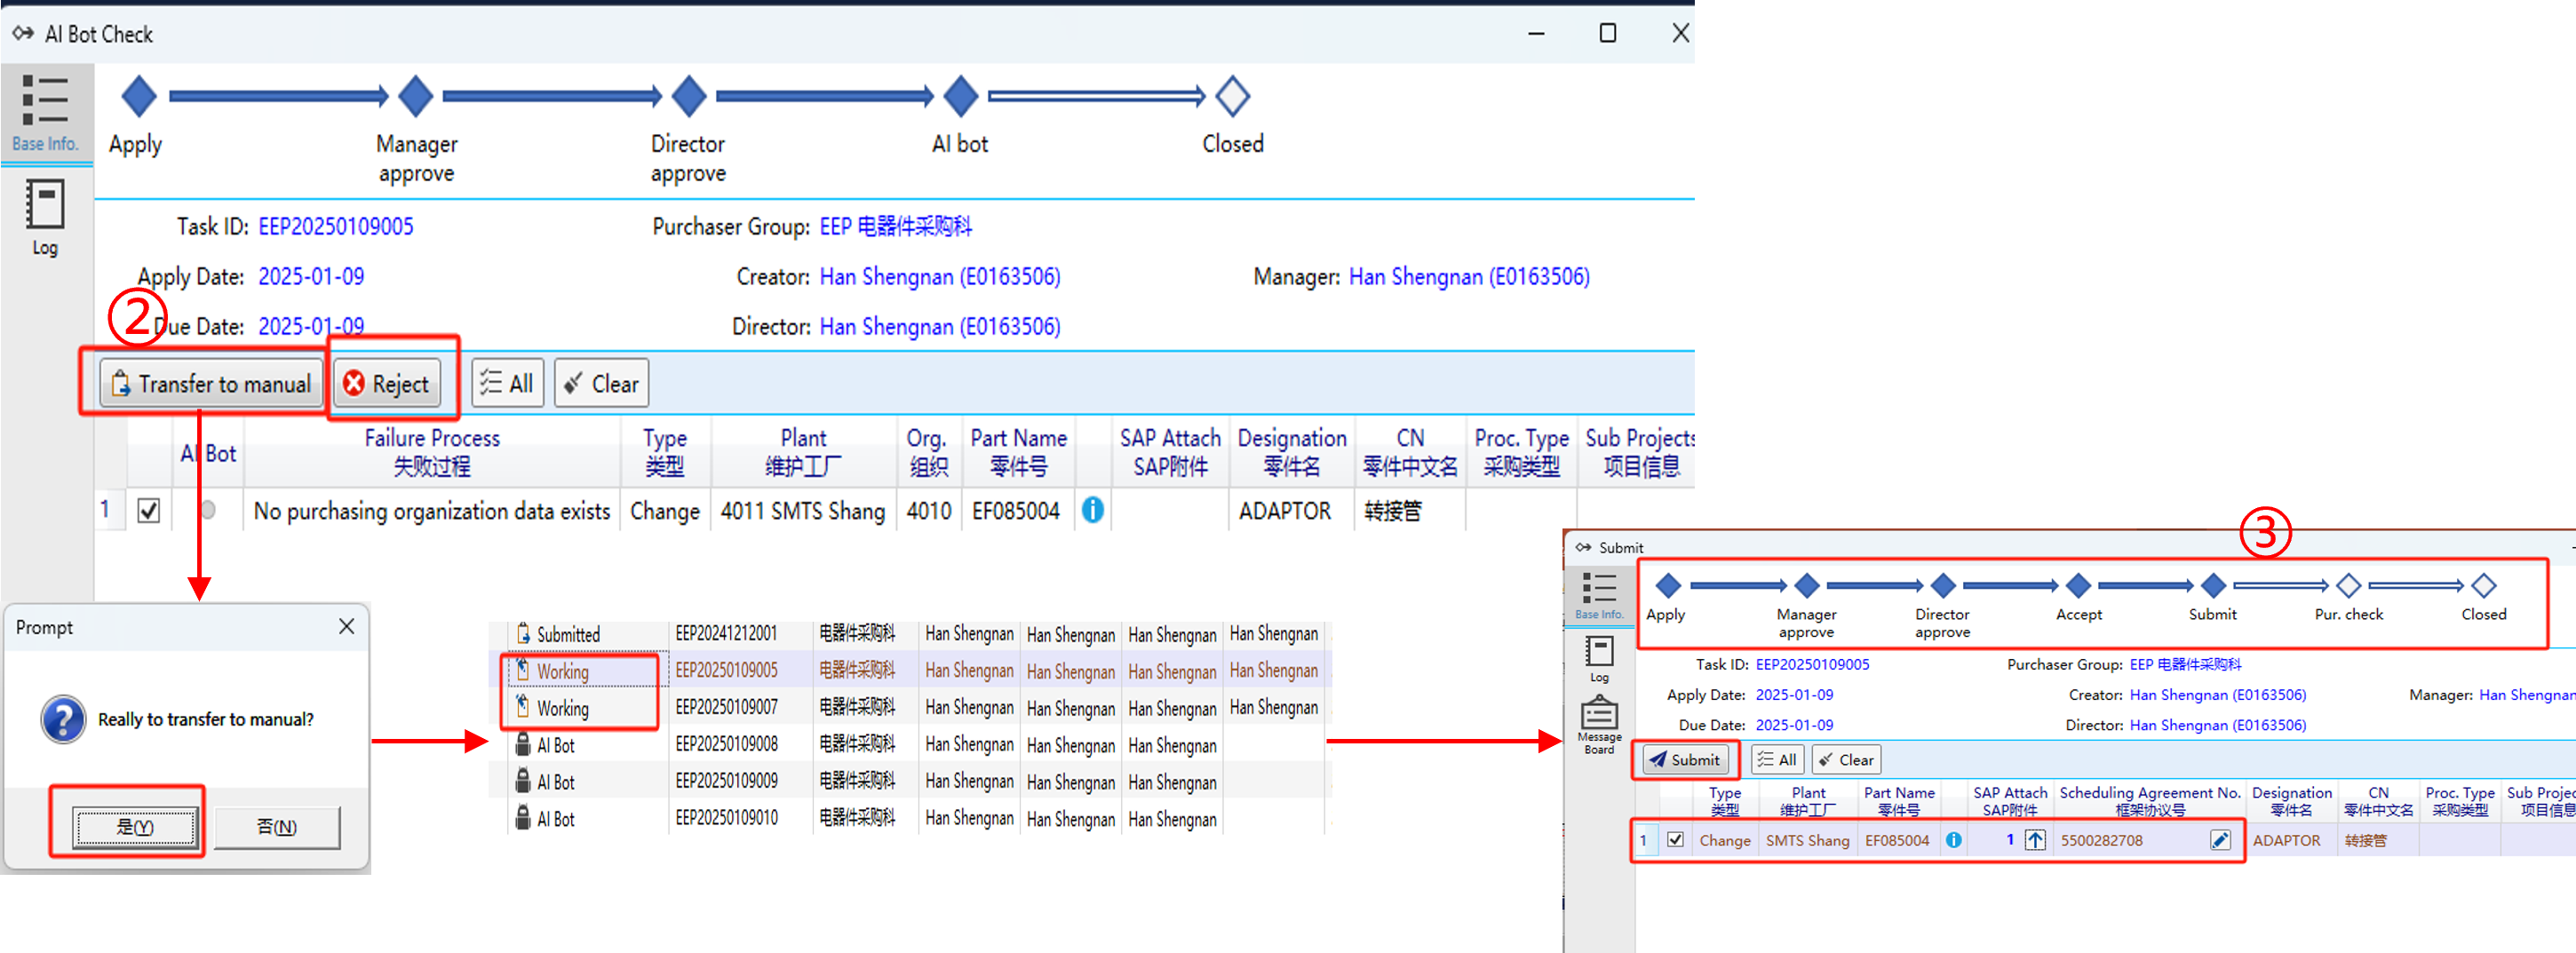 AI Bot Check
Base Info.
Log
Apply
Manager
approve
Director
approve
AI bot
Closed
Task ID: EEP20250109005
Purchaser Group: EEP 电器件采购科
Apply Date: 2025-01-09
Creator: Han Shengnan (E0163506)
Manager: Han Shengnan (E0163506)
②
Due Date: 2025-01-09
Director: Han Shengnan (E0163506)
Transfer to manual
Reject
All
Clear
AI Bot
Failure Process
失败过程
Type
类型
Plant
维护工厂
Org.
组织
Part Name
零件号
SAP Attach
SAP附件
Designation
零件名
CN
零件中文名
Proc. Type
采购类型
Sub Projects
项目信息
1 No purchasing organization data exists Change 4011 SMTS Shang 4010 EF085004 ADAPTOR 转接管
Prompt
Really to transfer to manual?
是(Y)
否(N)
Submitted EEP20241212001 电器件采购科 Han Shengnan Han Shengnan Han Shengnan Han Shengnan
Working EEP20250109005 电器件采购科 Han Shengnan Han Shengnan Han Shengnan Han Shengnan
Working EEP20250109007 电器件采购科 Han Shengnan Han Shengnan Han Shengnan Han Shengnan
AI Bot EEP20250109008 电器件采购科 Han Shengnan Han Shengnan Han Shengnan
AI Bot EEP20250109009 电器件采购科 Han Shengnan Han Shengnan Han Shengnan
AI Bot EEP20250109010 电器件采购科 Han Shengnan Han Shengnan Han Shengnan
③
Submit
Base Info.
Log
Message
Board
Apply
Manager
approve
Director
approve
Accept
Submit
Pur. check
Closed
Task ID: EEP20250109005
Purchaser Group: EEP 电器件采购科
Apply Date: 2025-01-09
Creator: Han Shengnan (E0163506)
Manager: Han Shengnan
Due Date: 2025-01-09
Director: Han Shengnan (E0163506)
Submit
All
Clear
Type
类型
Plant
维护工厂
Part Name
零件号
SAP Attach
SAP附件
Scheduling Agreement No.
框架协议号
Designation
零件名
CN
零件中文名
Proc. Type
采购类型
Sub Projec
项目信息
1 Change SMTS Shang EF085004 1 5500282708 ADAPTOR 转接管